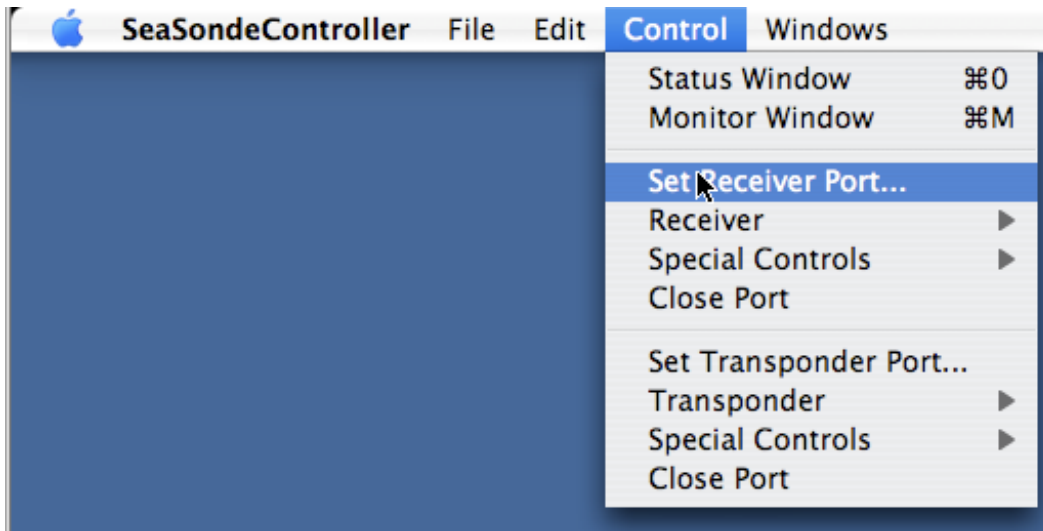 SeaSondeController File Edit Control Windows
Status Window ⌘0
Monitor Window ⌘M
Set Receiver Port...
Receiver
Special Controls
Close Port
Set Transponder Port...
Transponder
Special Controls
Close Port